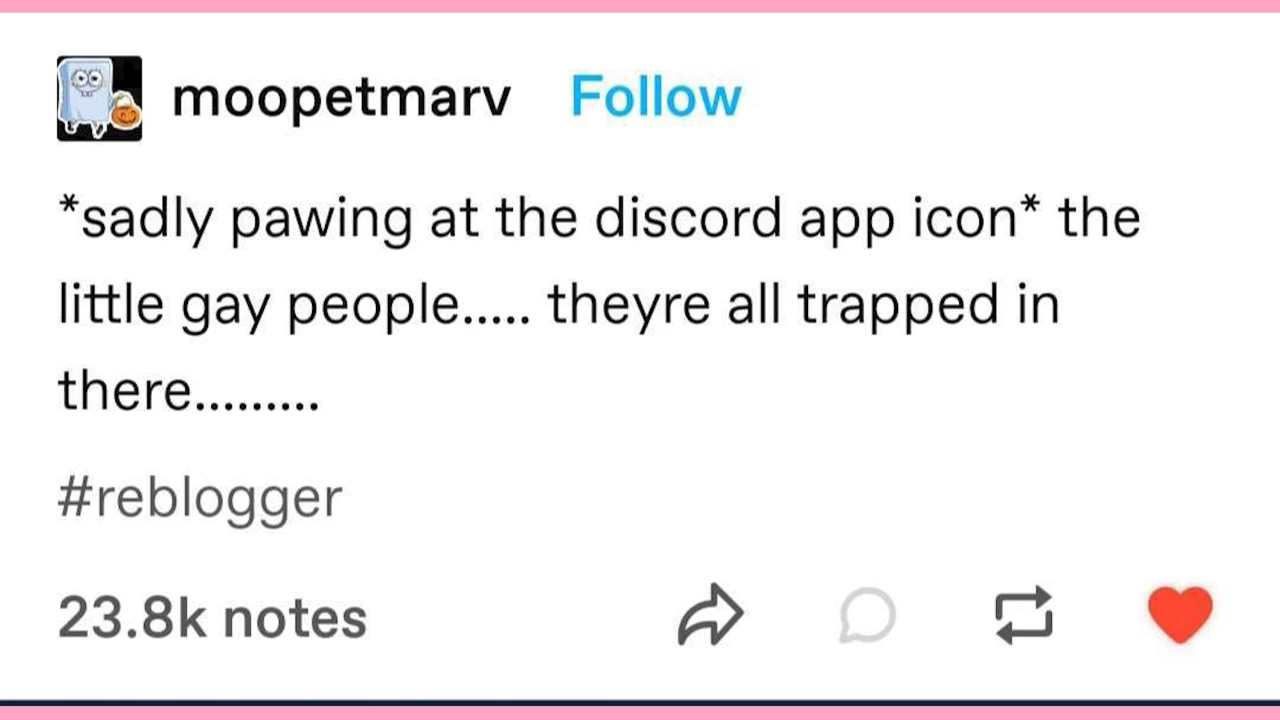 moopetmarv Follow
*sadly pawing at the discord app icon* the
little gay people..... theyre all trapped in
there.........
#reblogger
23.8k notes